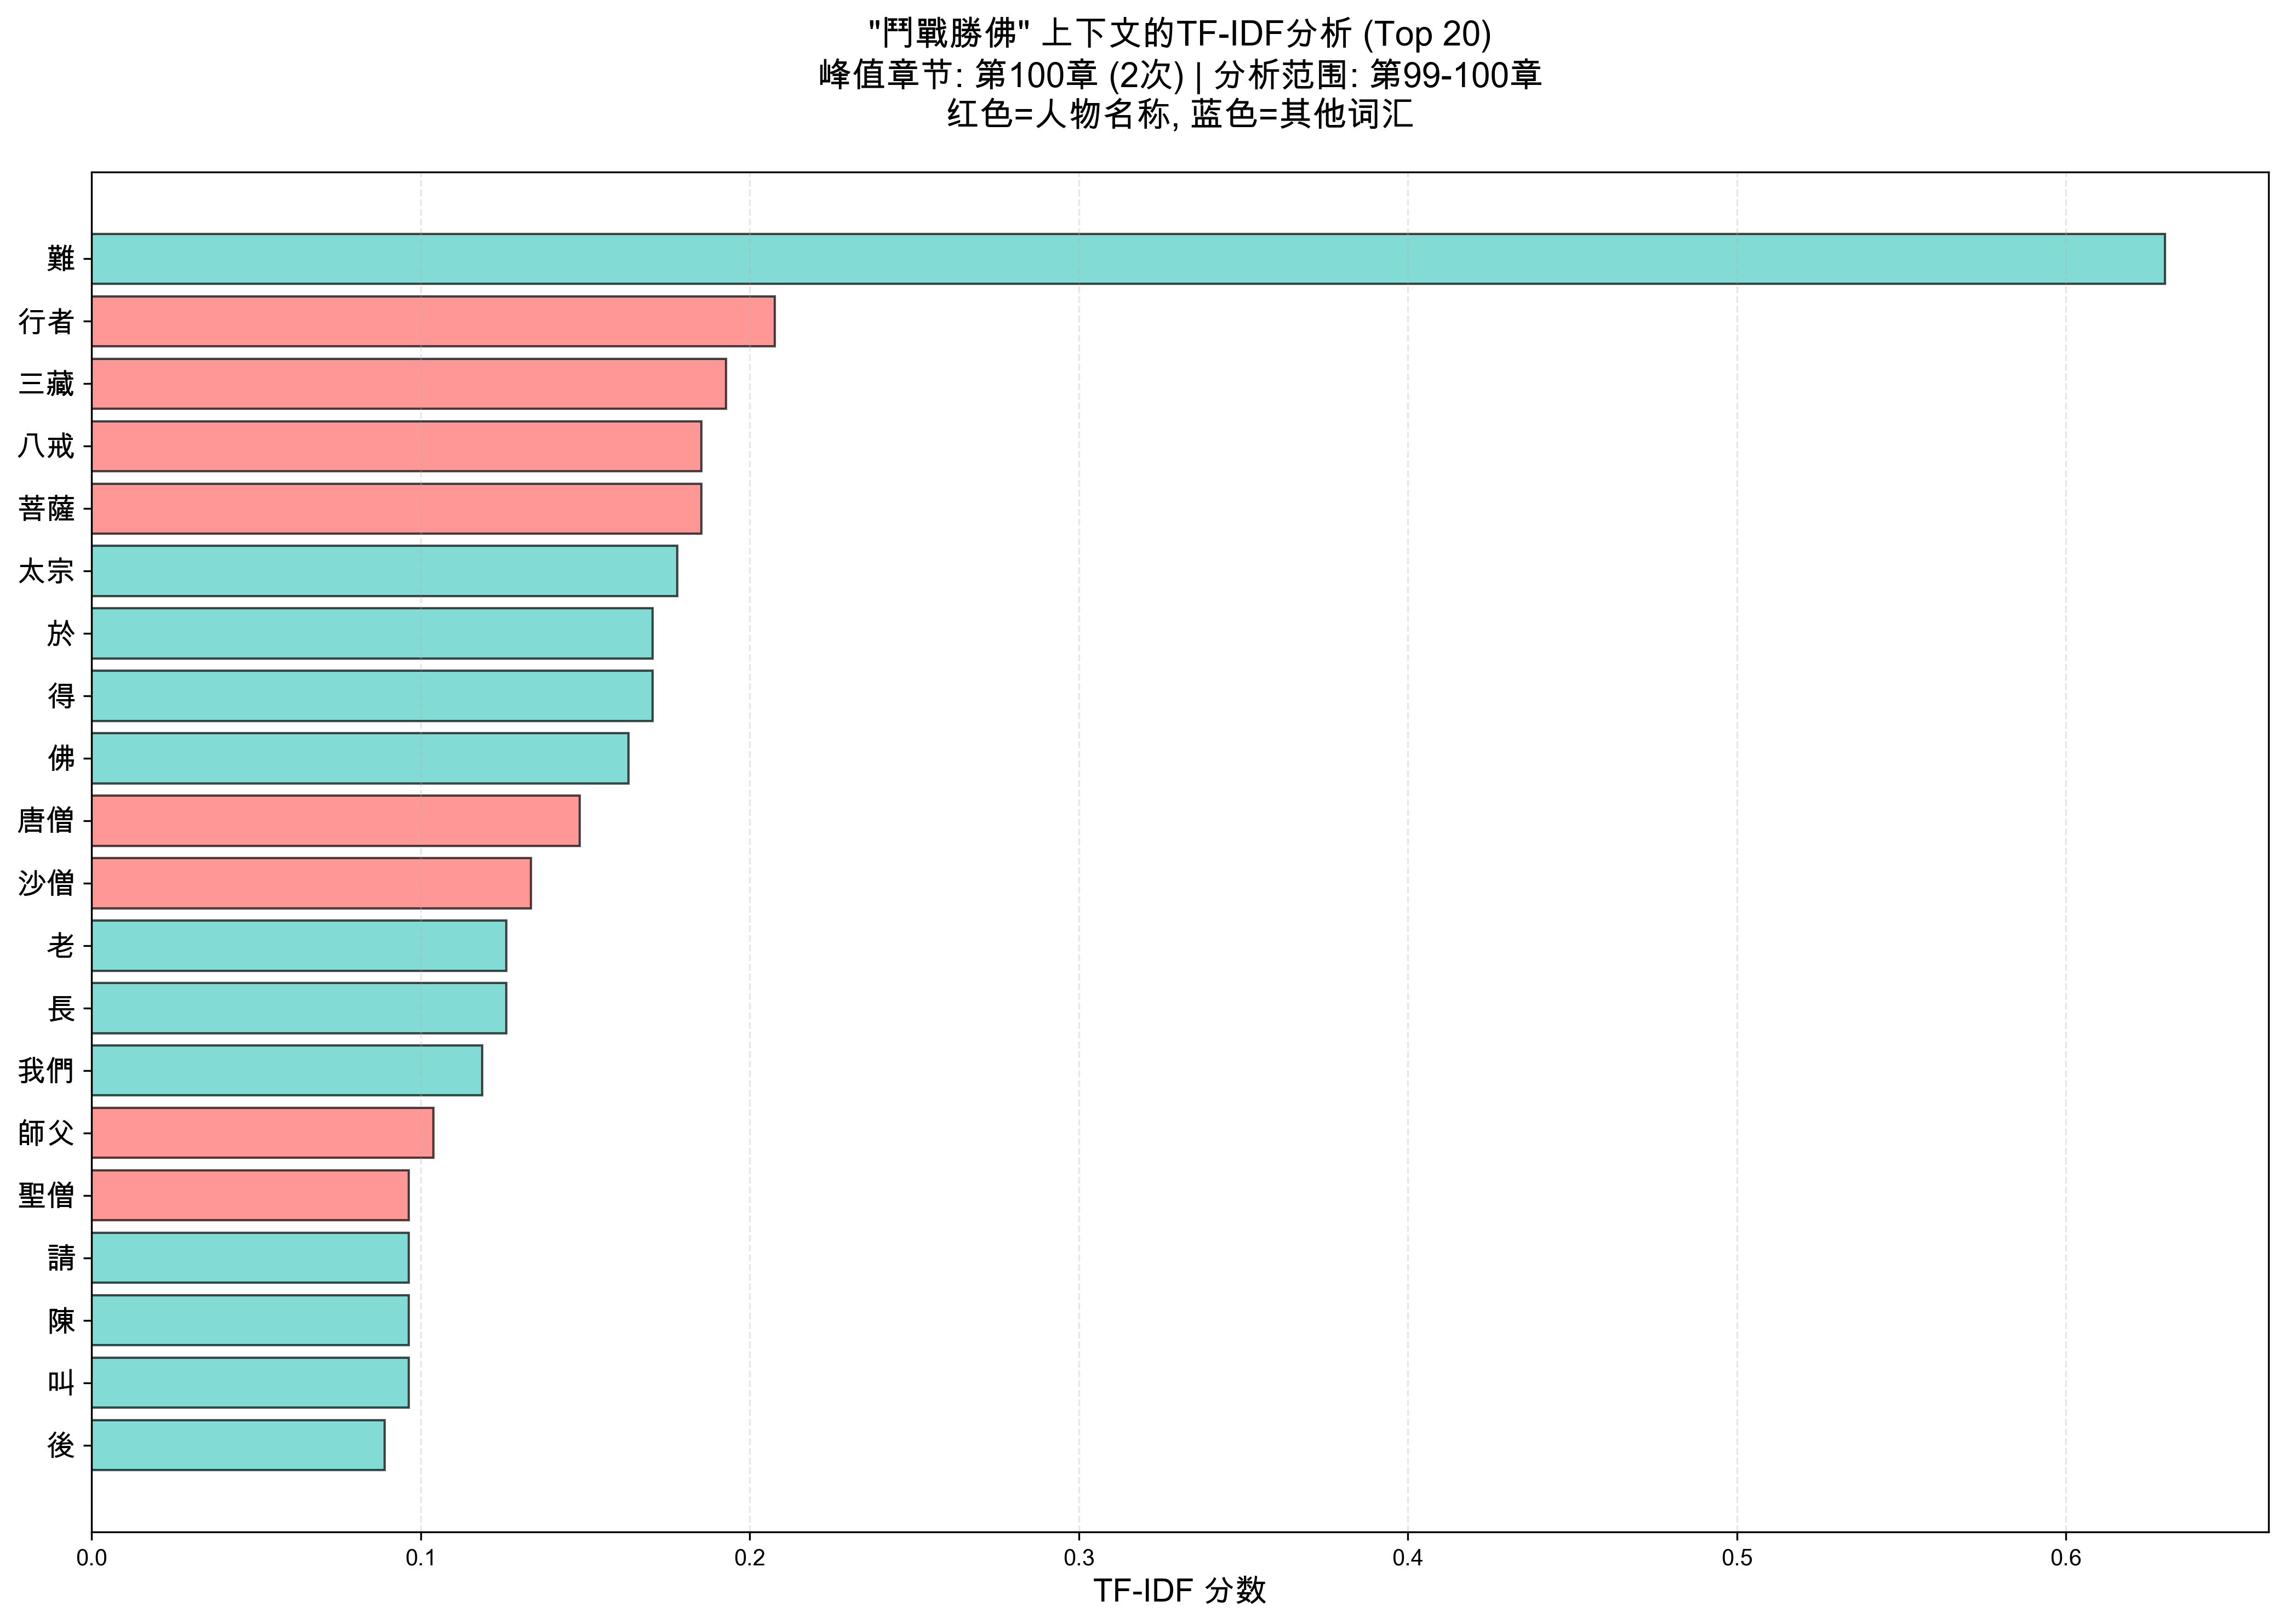 "鬥戰勝佛" 上下文的TF-IDF分析 (Top 20)
峰值章节: 第100章 (2次) | 分析范围: 第99-100章
红色=人物名称, 蓝色=其他词汇
難
行者
三藏
八戒
菩薩
太宗
於
得
佛
唐僧
沙僧
老
長
我們
師父
聖僧
請
陳
叫
後
0.0 0.1 0.2 0.3 0.4 0.5 0.6
TF-IDF 分数